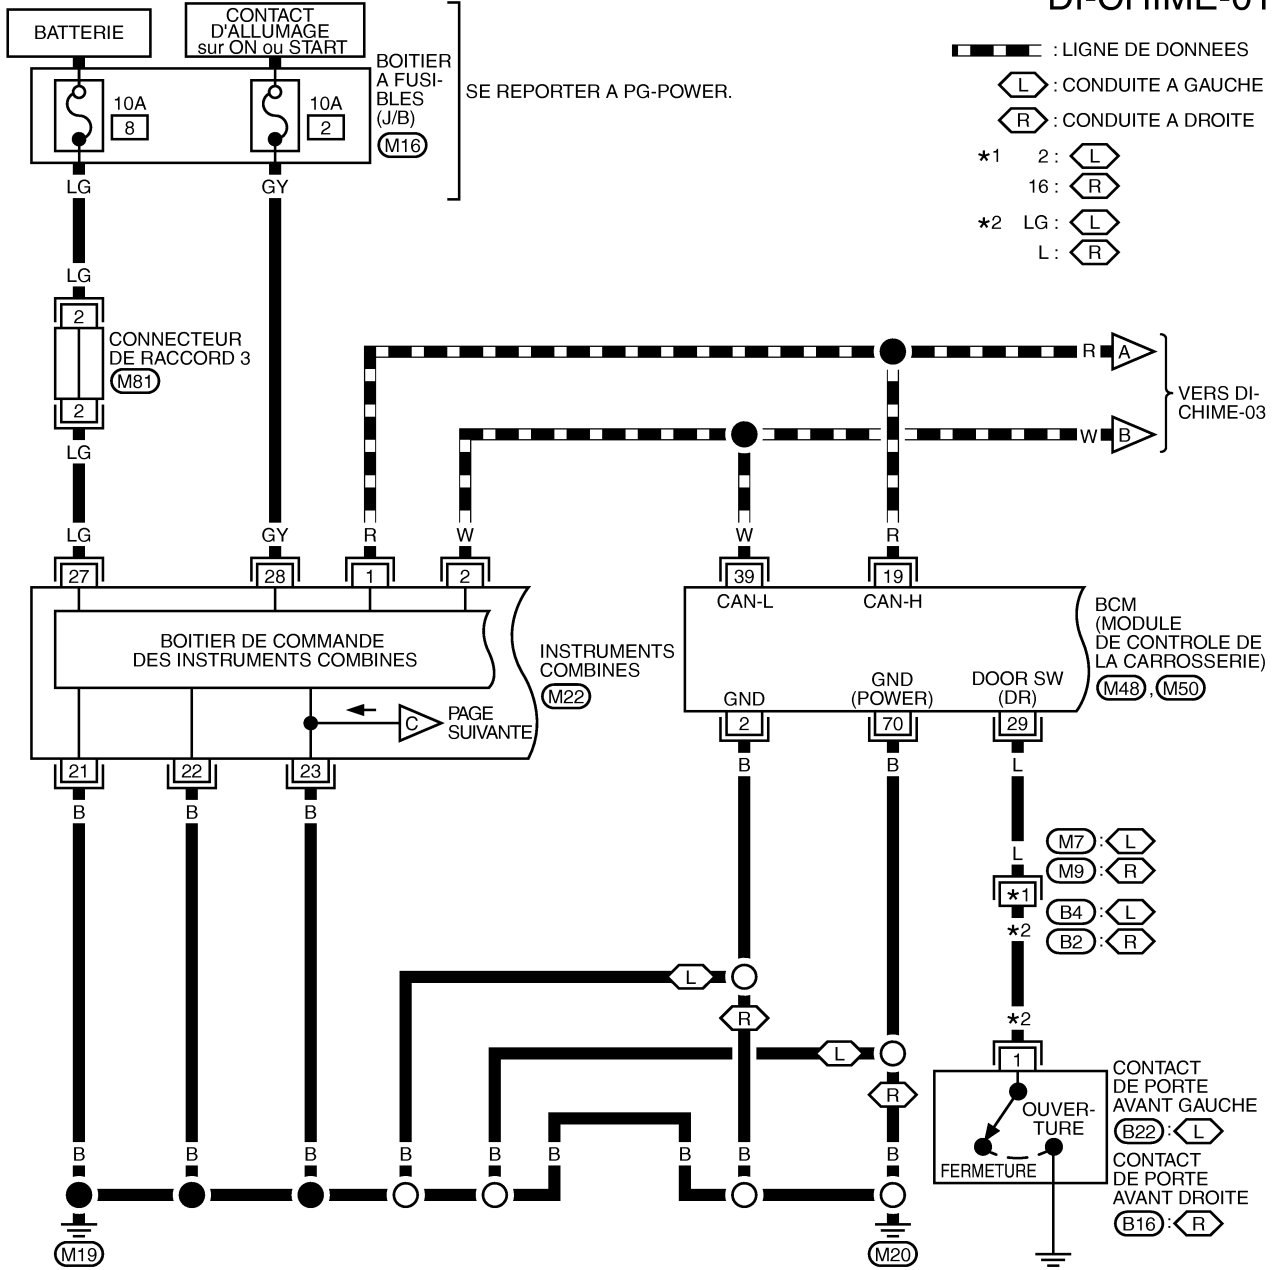 DI-CHIME-01
BATTERIE
CONTACT
D'ALLUMAGE
sur ON ou START
BOITIER
A FUSI-
BLES
(J/B)
M16
10A
8
10A
2
SE REPORTER A PG-POWER.
: LIGNE DE DONNEES
L : CONDUITE A GAUCHE
R : CONDUITE A DROITE
*1 2 : L
16 : R
*2 LG : L
L : R
LG
GY
LG
2
CONNECTEUR
DE RACCORD 3
M81
2
LG
R
A
W
B
VERS DI-
CHIME-03
LG
GY
R
W
W
R
27
28
1
2
39
19
CAN-L
CAN-H
BOITIER DE COMMANDE
DES INSTRUMENTS COMBINES
INSTRUMENTS
COMBINES
M22
C
PAGE
SUIVANTE
BCM
(MODULE
DE CONTROLE DE
LA CARROSSERIE)
M48 , M50
GND
GND
(POWER)
DOOR SW
(DR)
2
70
29
21
22
23
B
B
B
B
B
L
L
M7 : L
M9 : R
*1
B4 : L
B2 : R
*2
L
R
L
R
*2
1
OUVER-
TURE
FERMETURE
CONTACT
DE PORTE
AVANT GAUCHE
B22 : L
CONTACT
DE PORTE
AVANT DROITE
B16 : R
B
B
B
B
B
B
B
B
B
M19
M20